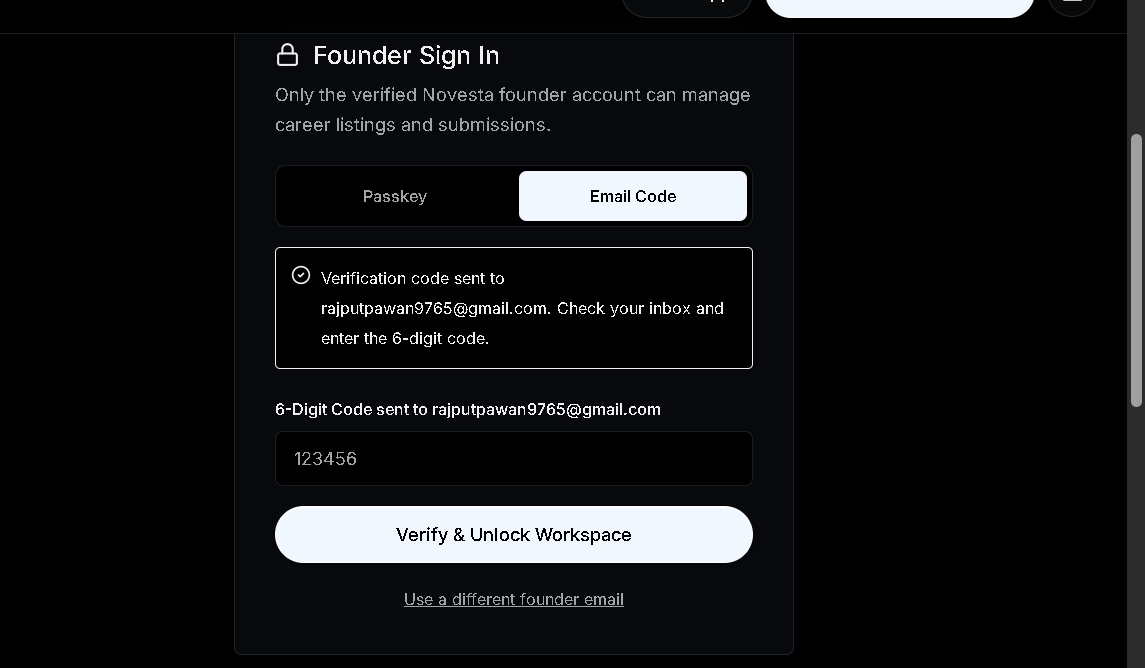 Founder Sign In
Only the verified Novesta founder account can manage
career listings and submissions.
Passkey
Email Code
Verification code sent to
rajputpawan9765@gmail.com. Check your inbox and
enter the 6-digit code.
6-Digit Code sent to rajputpawan9765@gmail.com
123456
Verify & Unlock Workspace
Use a different founder email